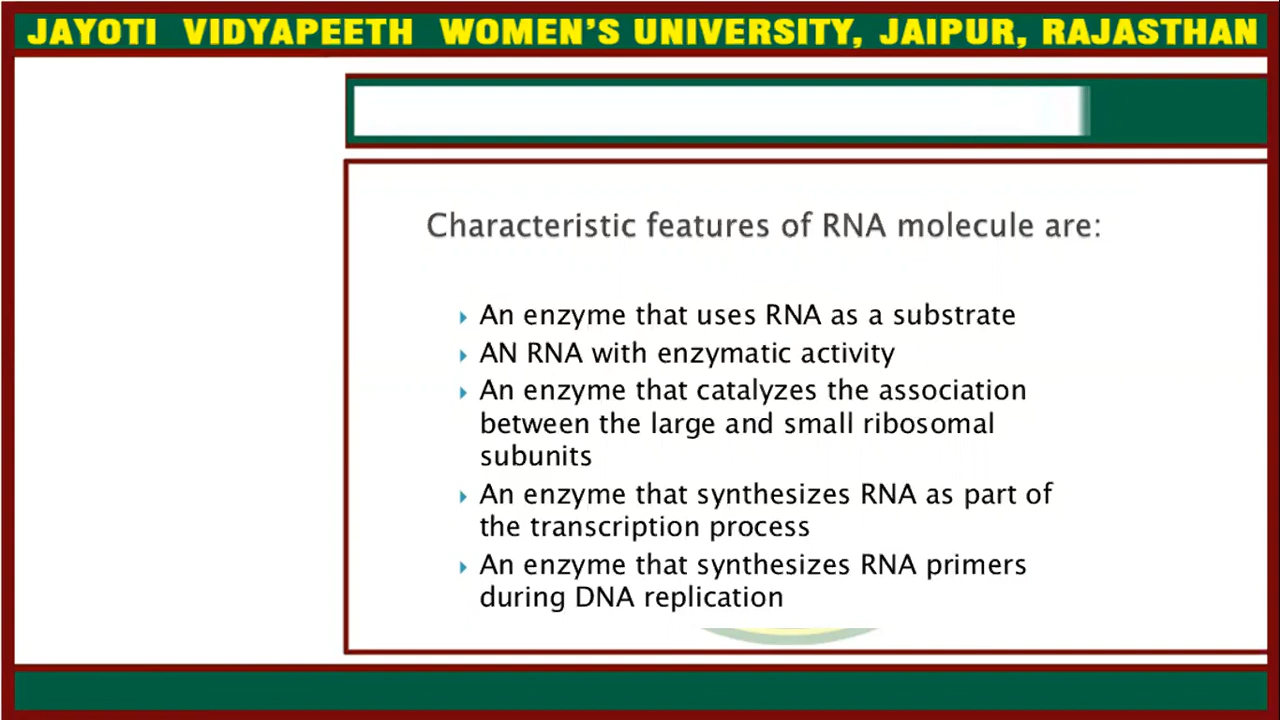 JAYOTI VIDYAPEETH WOMEN'S UNIVERSITY, JAIPUR, RAJASTHAN
Characteristic features of RNA molecule are:
An enzyme that uses RNA as a substrate
AN RNA with enzymatic activity
An enzyme that catalyzes the association
between the large and small ribosomal
subunits
An enzyme that synthesizes RNA as part of
the transcription process
An enzyme that synthesizes RNA primers
during DNA replication